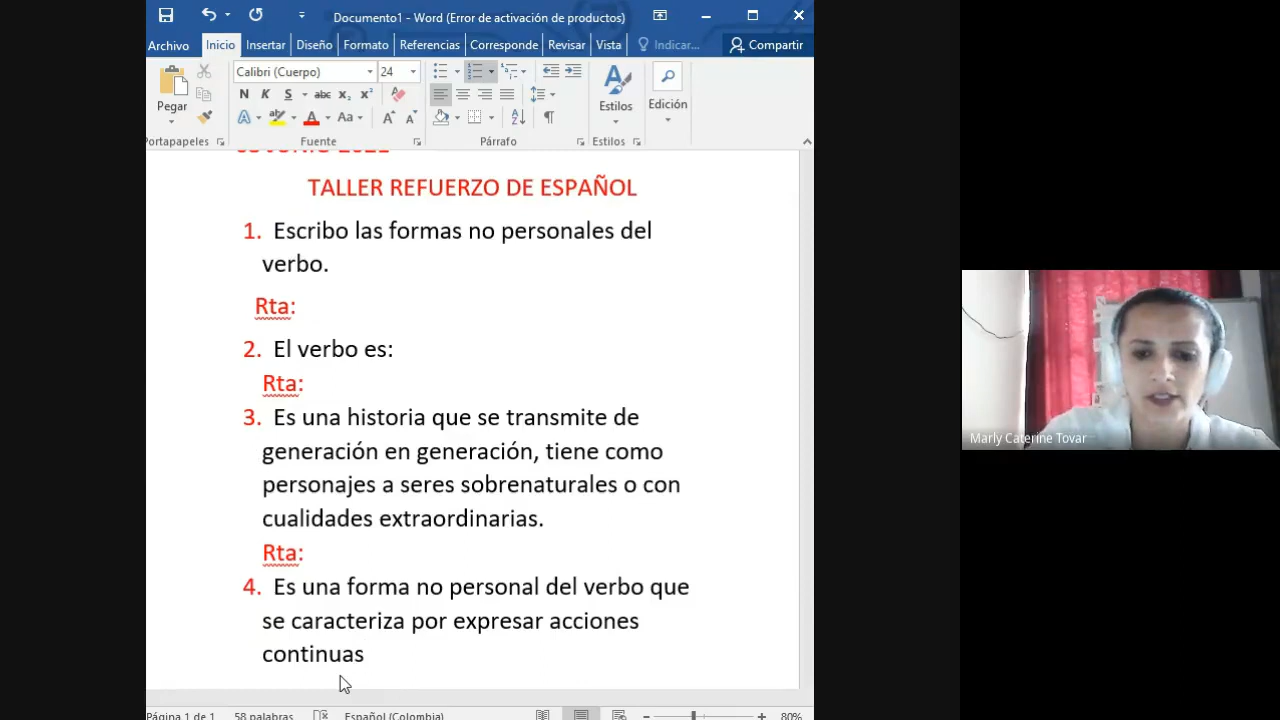 Documento1 - Word (Error de activación de productos)
Archivo Inicio Insertar Diseño Formato Referencias Corresponde Revisar Vista Indicar... Compartir
Calibri (Cuerpo) 24
Pegar
N K S abc x₂ x²
Estilos
Edición
A aby A Aa A A
Portapapeles Fuente Párrafo Estilos
TALLER REFUERZO DE ESPAÑOL
1. Escribo las formas no personales del
verbo.
Rta:
2. El verbo es:
Rta:
3. Es una historia que se transmite de
generación en generación, tiene como
personajes a seres sobrenaturales o con
cualidades extraordinarias.
Rta:
4. Es una forma no personal del verbo que
se caracteriza por expresar acciones
continuas
Marly Caterine Tovar
Página 1 de 1 58 palabras Español (Colombia) 80%